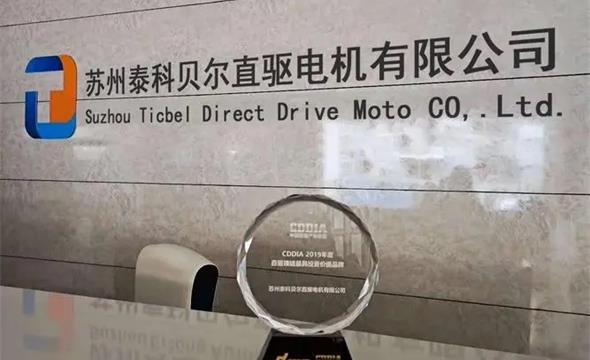 苏州泰科贝尔直驱电机有限公司
Suzhou Ticbel Direct Drive Moto CO,.Ltd.
CDDIA
CDDIA 2019年度
直驱领域最具投资价值品牌
苏州泰科贝尔直驱电机有限公司
CDDIA